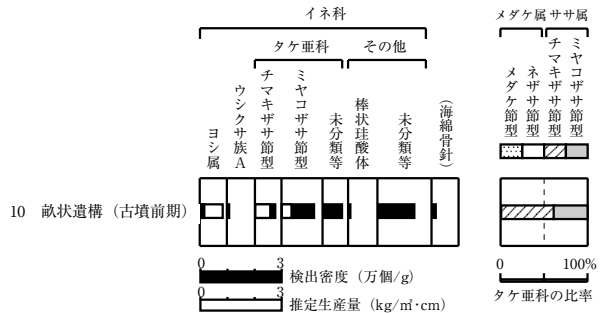 イネ科
タケ亜科
その他
ヨシ属
ウシクサ族A
チマキザサ節型
ミヤコザサ節型
未分類等
棒状珪酸体
未分類等
(海綿骨針)
メダケ属
ササ属
メダケ節型
ネザサ節型
チマキザサ節型
ミヤコザサ節型
10 畝状遺構（古墳前期）
0 3
検出密度（万個/g）
0 3
推定生産量（kg/㎡·cm）
0 100%
タケ亜科の比率